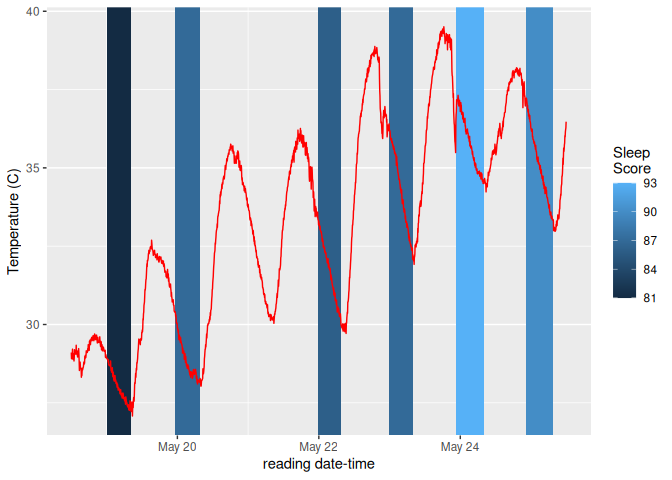 40
35
30
Temperature (C)
May 20
May 22
May 24
reading date-time
Sleep
Score
93
90
87
84
81